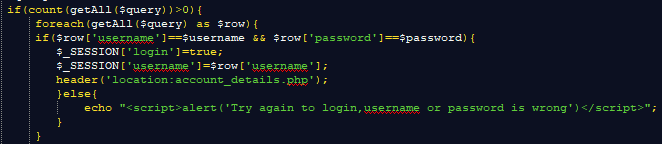 if(count(getAll($query))>0){
foreach(getAll($query) as $row){
if($row['username']==$username && $row['password']==$password){
$_SESSION['login']=true;
$_SESSION['username']=$row['username'];
header('location:account_details.php');
}else{
echo "<script>alert('Try again to login,username or password is wrong')</script>";
}
}